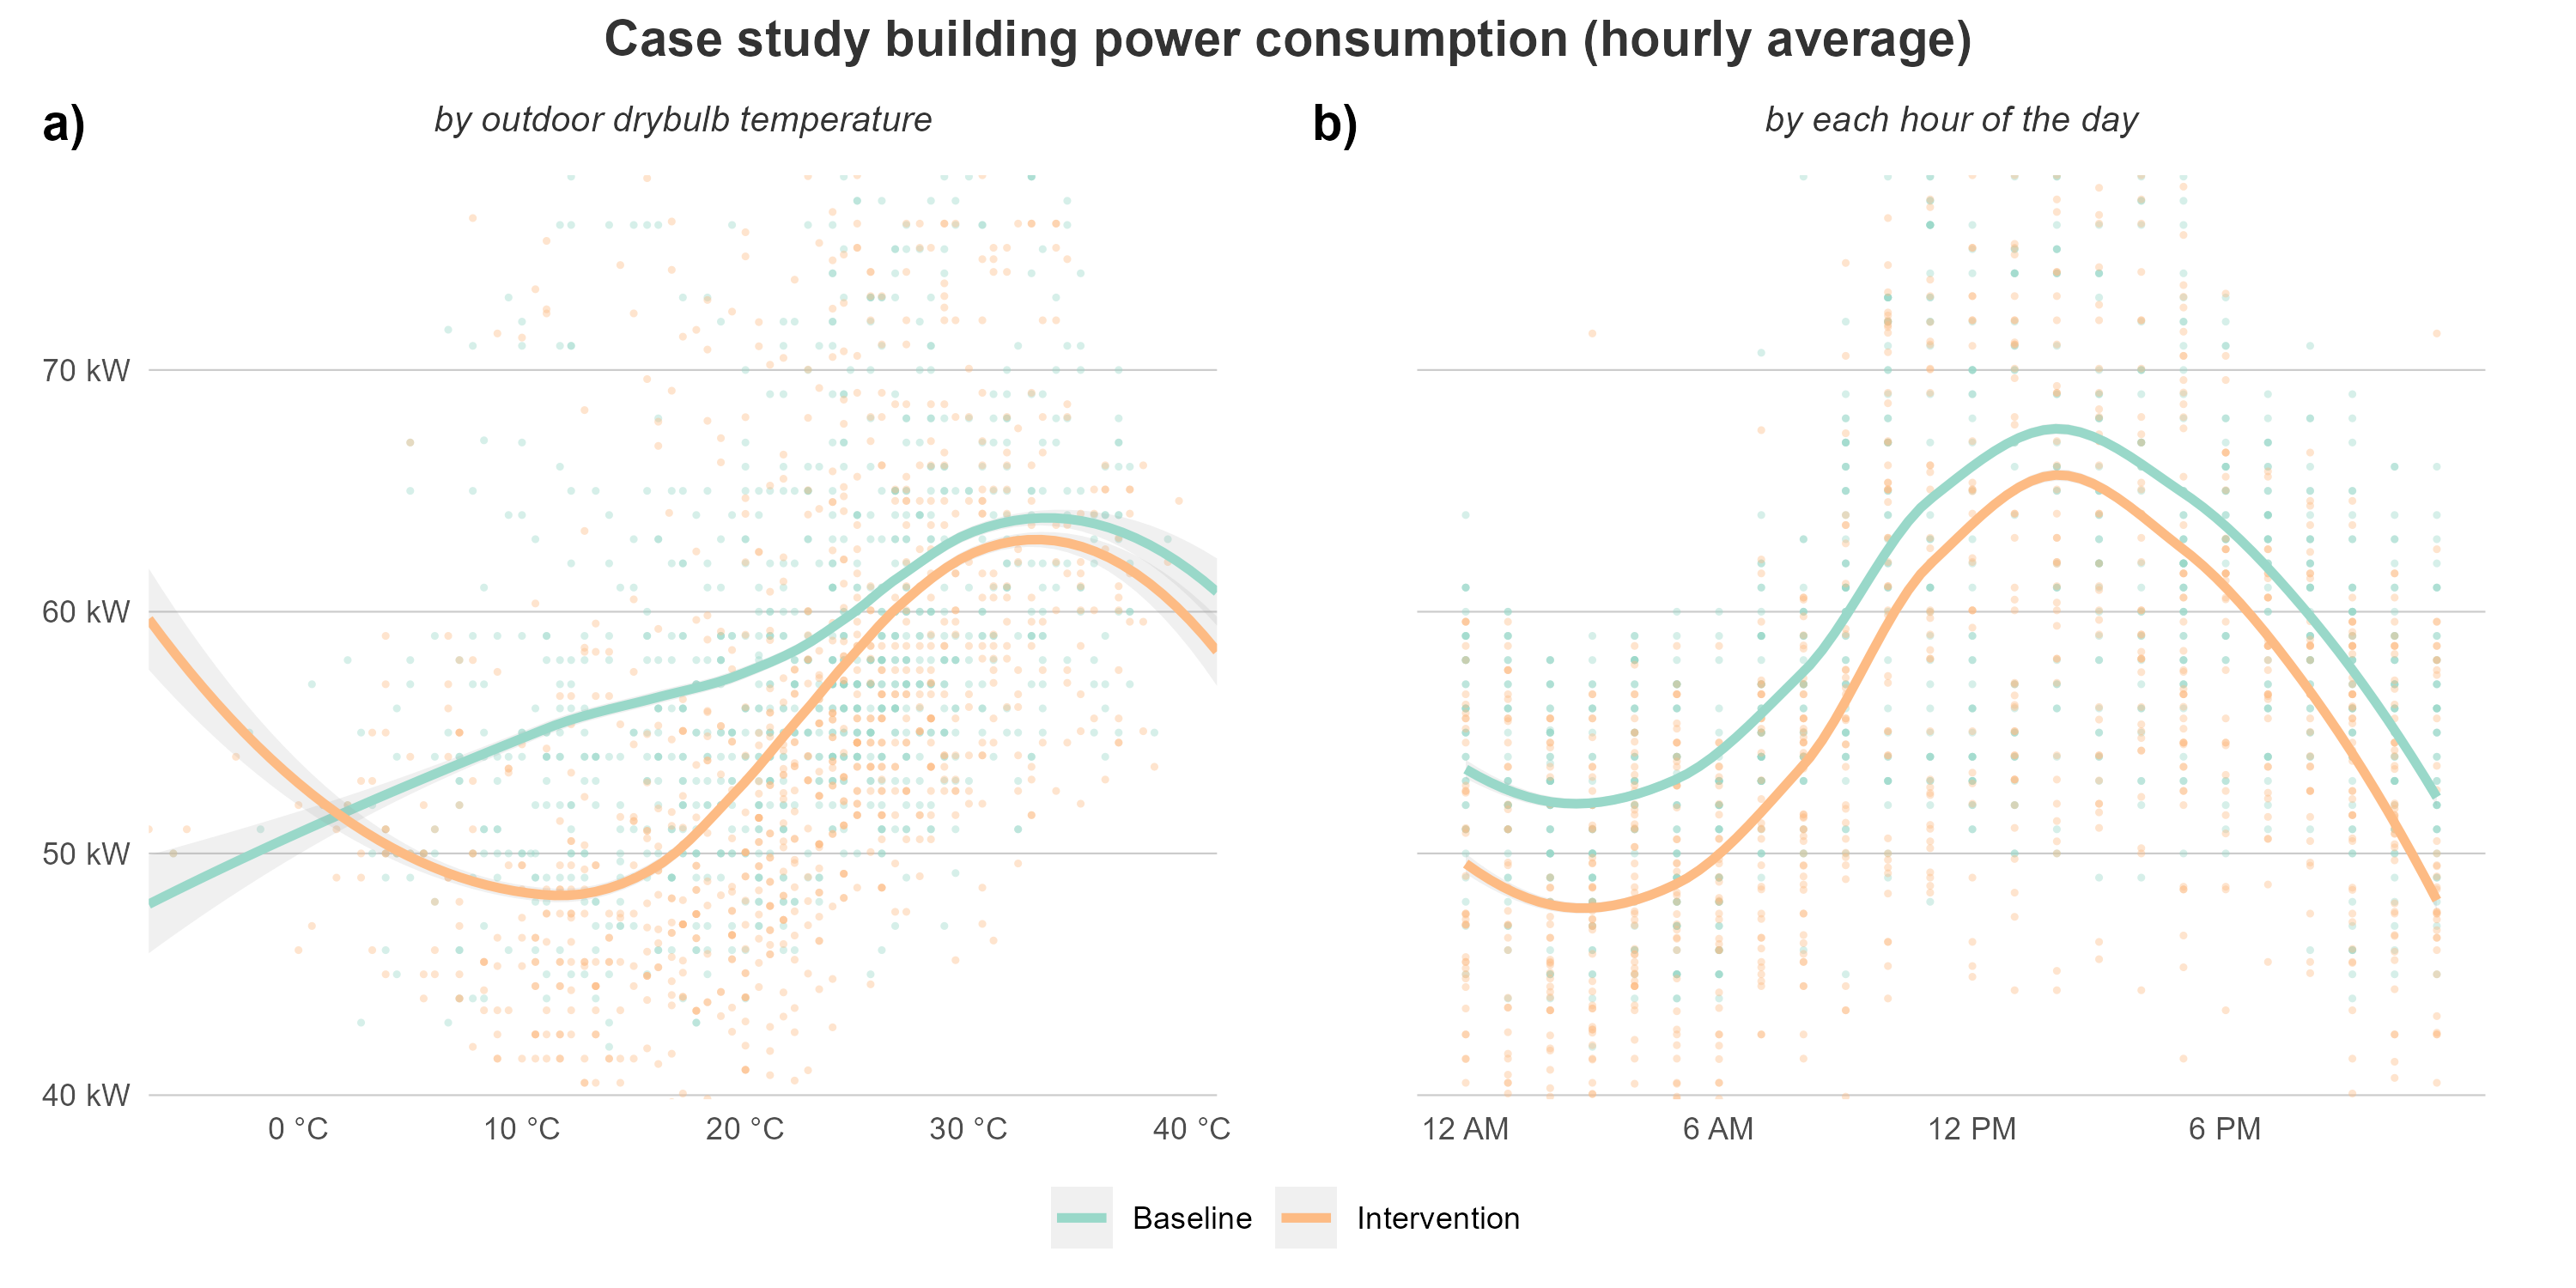 Case study building power consumption (hourly average)
a)
by outdoor drybulb temperature
b)
by each hour of the day
70 kW
60 kW
50 kW
40 kW
0 °C
10 °C
20 °C
30 °C
40 °C
12 AM
6 AM
12 PM
6 PM
Baseline
Intervention